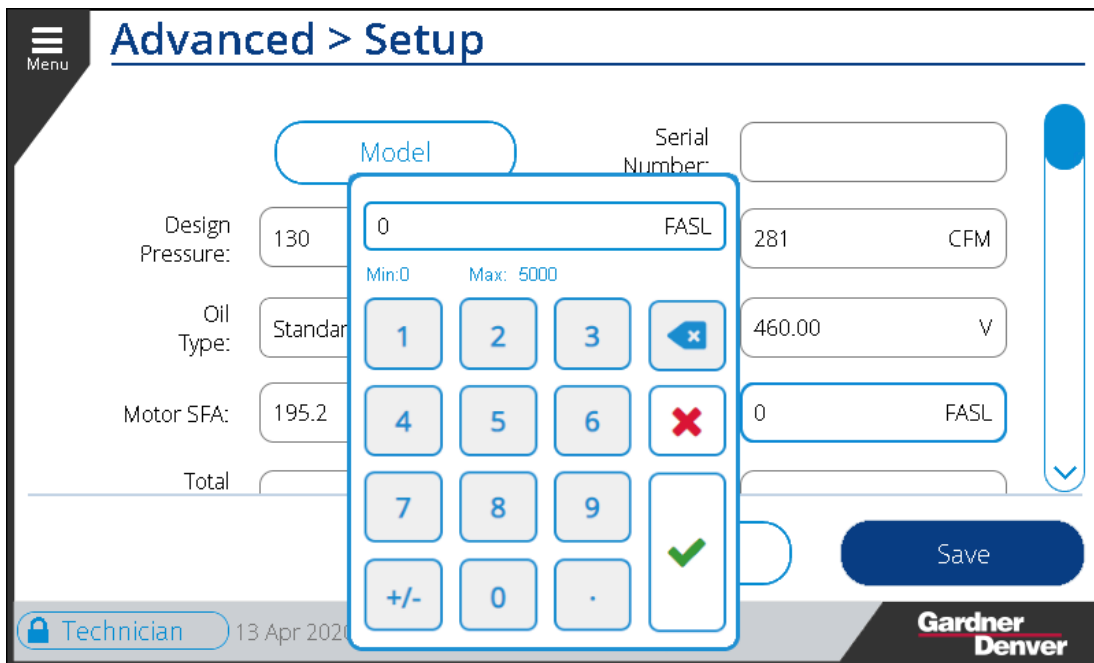 Menu
Advanced > Setup
Model
Serial
Number:
Design
Pressure:
130
281 CFM
Oil
Type:
Standar
460.00 V
Motor SFA:
195.2
0 FASL
Total
0 FASL
Min:0 Max: 5000
1 2 3
4 5 6
7 8 9
+/- 0 .
Save
Technician
13 Apr 2020
Gardner
Denver